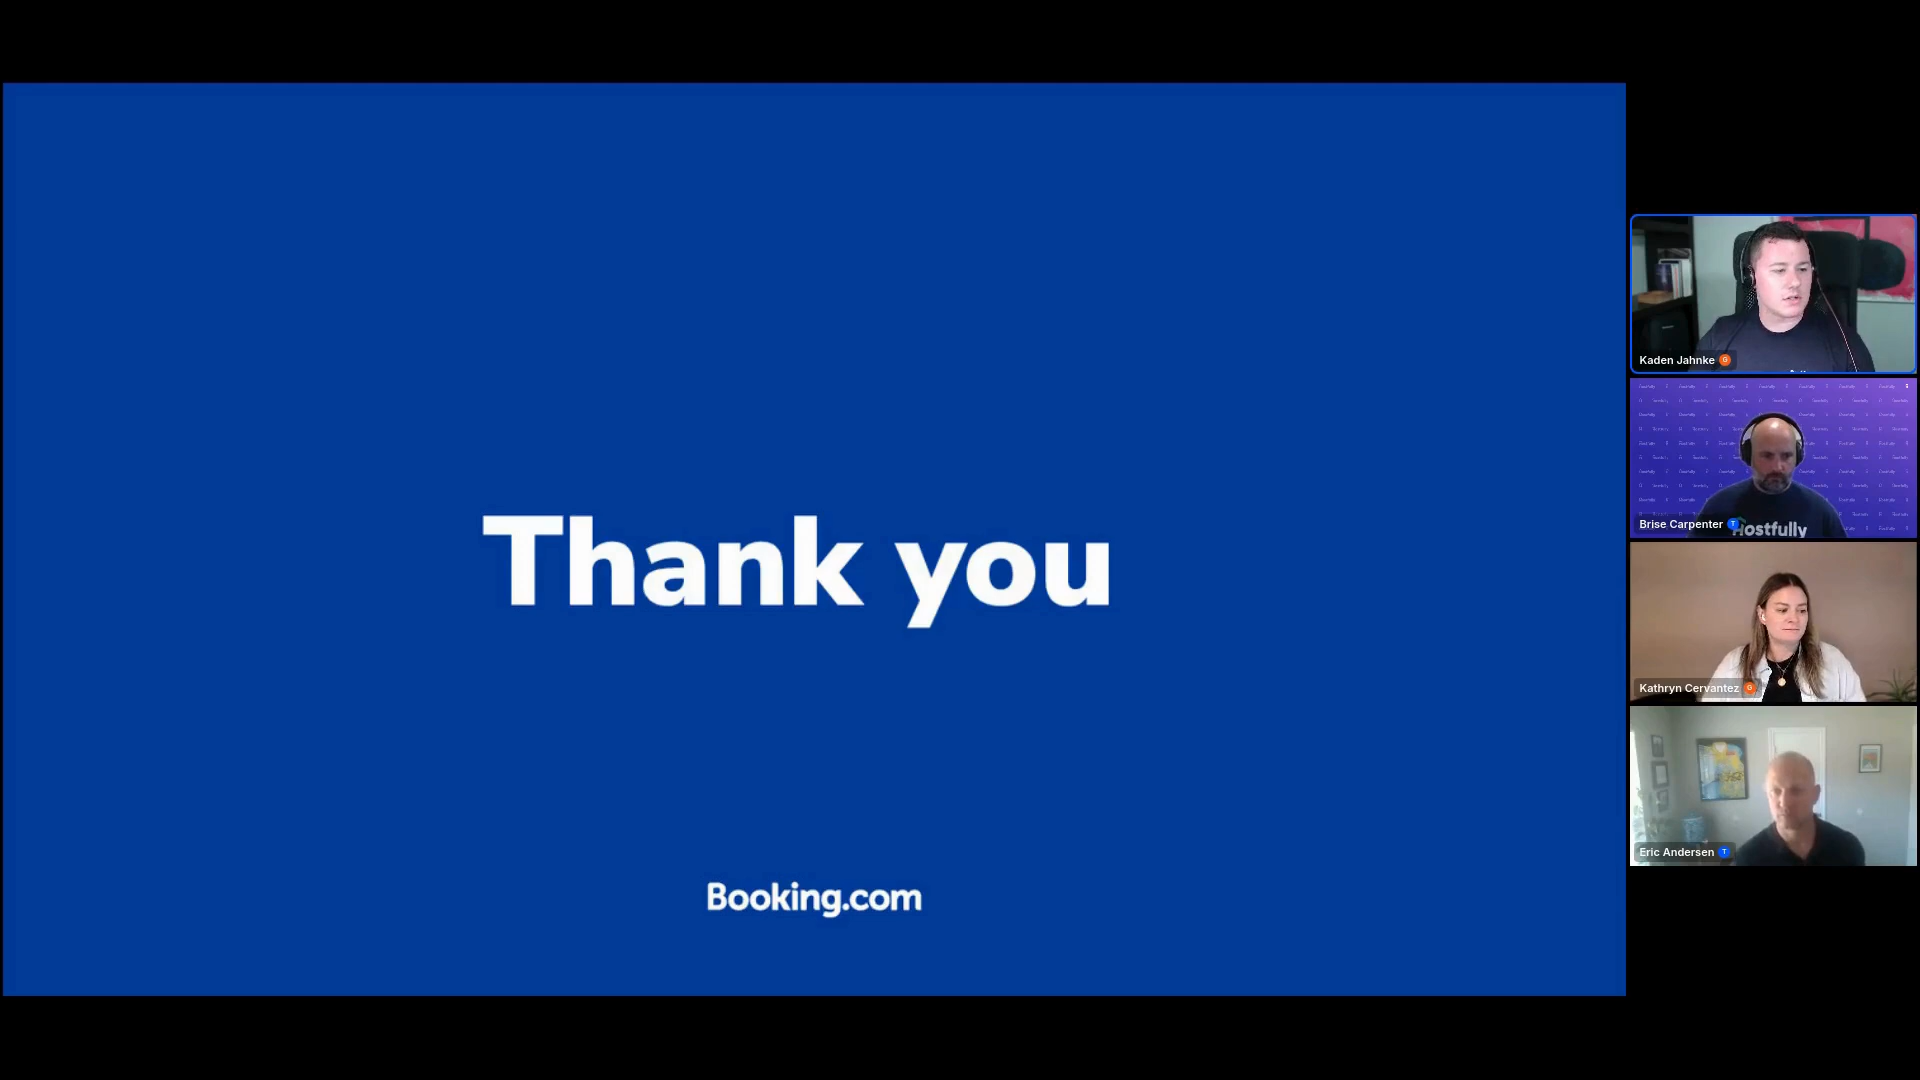 Thank you
Booking.com
Kaden Jahnke
Brise Carpenter
Hostfully
Kathryn Cervantez
Eric Andersen